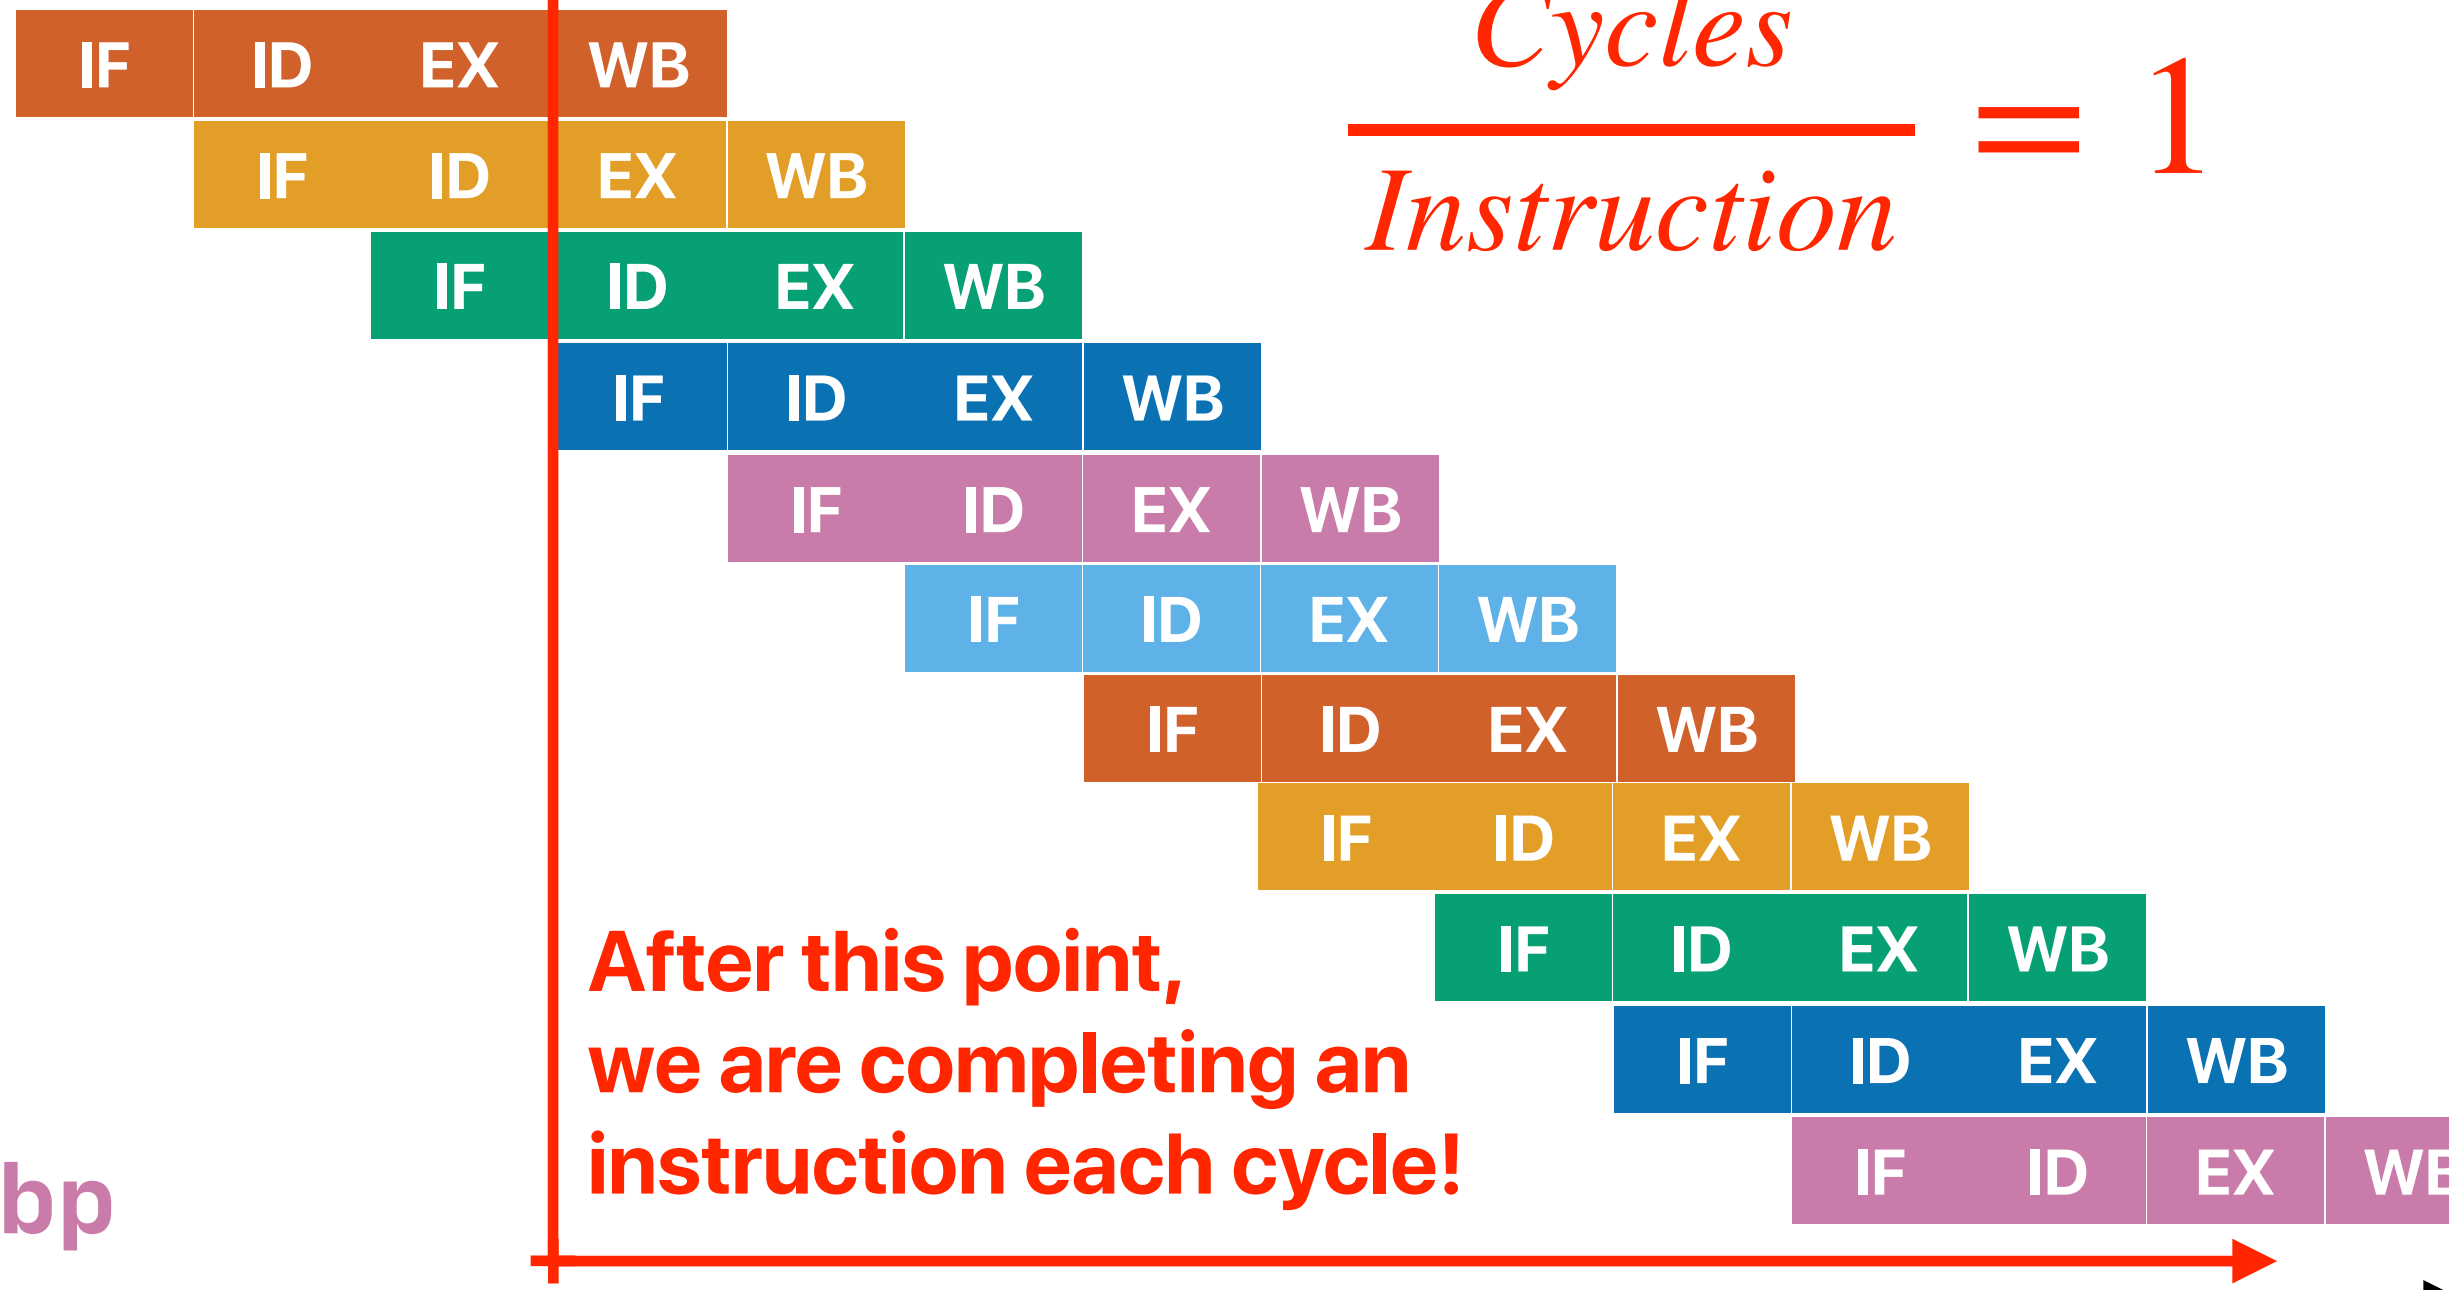 IF ID EX WB
Cycles
IF ID EX WB
= 1
Instruction
IF ID EX WB
IF ID EX WB
IF ID EX WB
IF ID EX WB
IF ID EX WB
IF ID EX WB
IF ID EX WB
IF ID EX WB
IF ID EX WB
After this point,
we are completing an
instruction each cycle!
bp